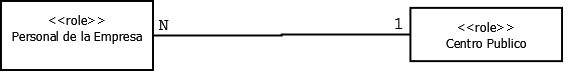 <<role>>
Personal de la Empresa
N
1
<<role>>
Centro Publico